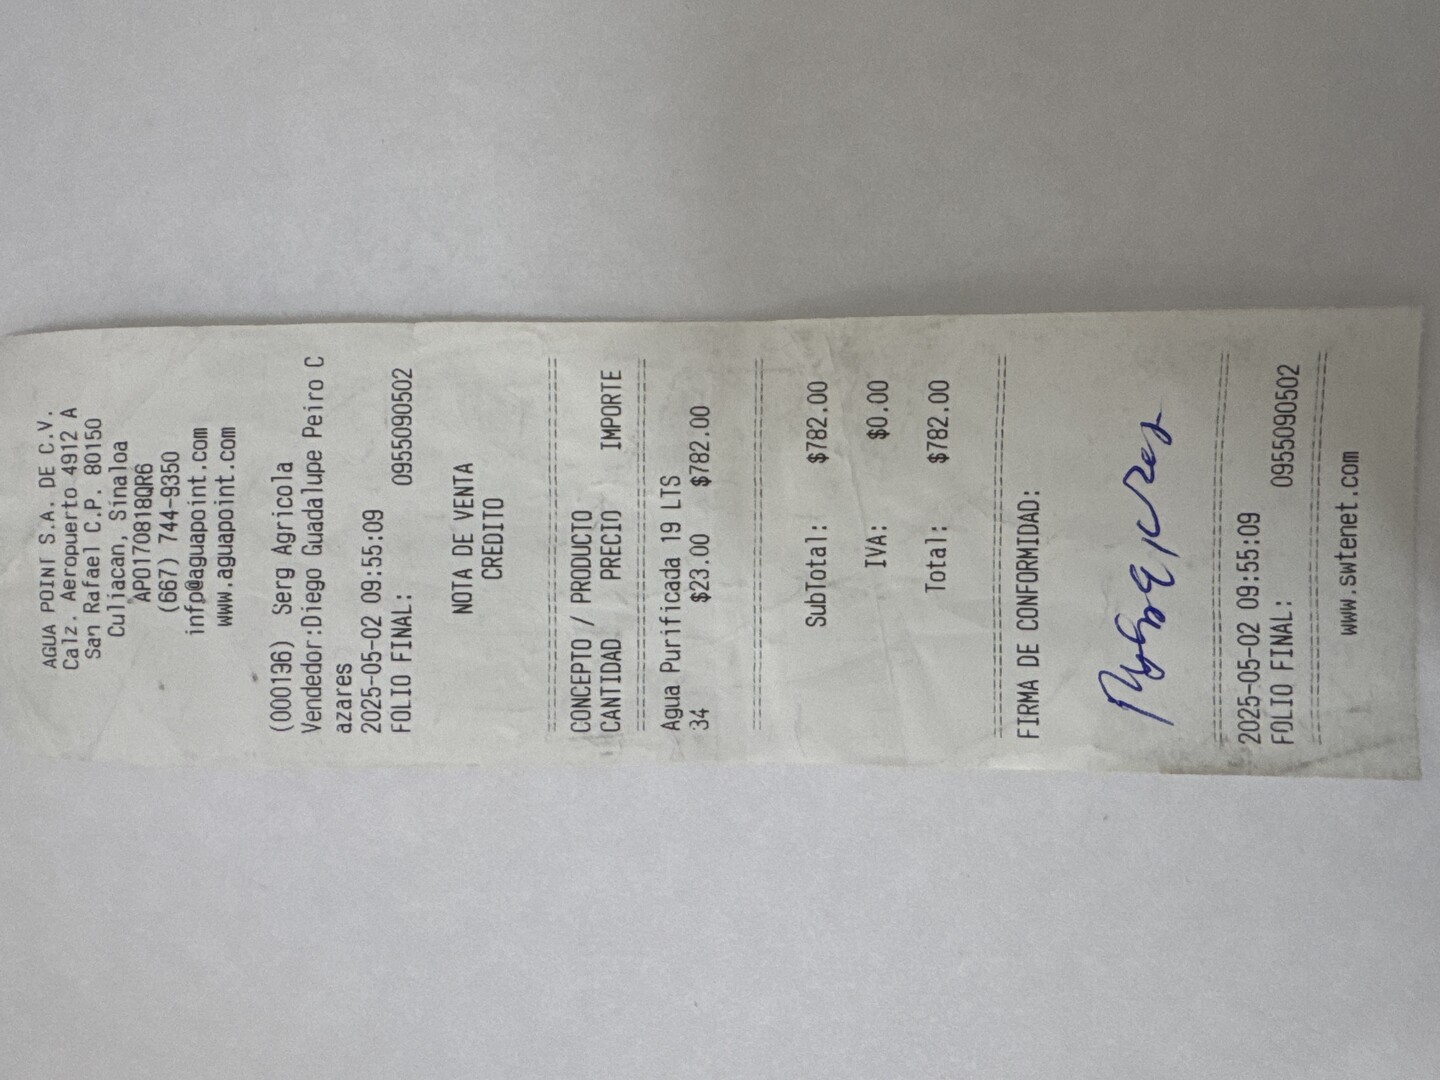 AGUA POINT S.A. DE C.V.
Calz. Aeropuerto 4912 A
San Rafael C.P. 80150
Culiacan, Sinaloa
APO170818QR6
(667) 744-9350
info@aguapoint.com
www.aguapoint.com
(000196) Serg Agricola
Vendedor:Diego Guadalupe Peiro C
azares
2025-05-02 09:55:09
FOLIO FINAL: 0955090502
NOTA DE VENTA
CREDITO
CONCEPTO / PRODUCTO
CANTIDAD PRECIO IMPORTE
Agua Purificada 19 LTS
34 $23.00 $782.00
SubTotal: $782.00
IVA: $0.00
Total: $782.00
FIRMA DE CONFORMIDAD:
2025-05-02 09:55:09
FOLIO FINAL: 0955090502
www.swtenet.com